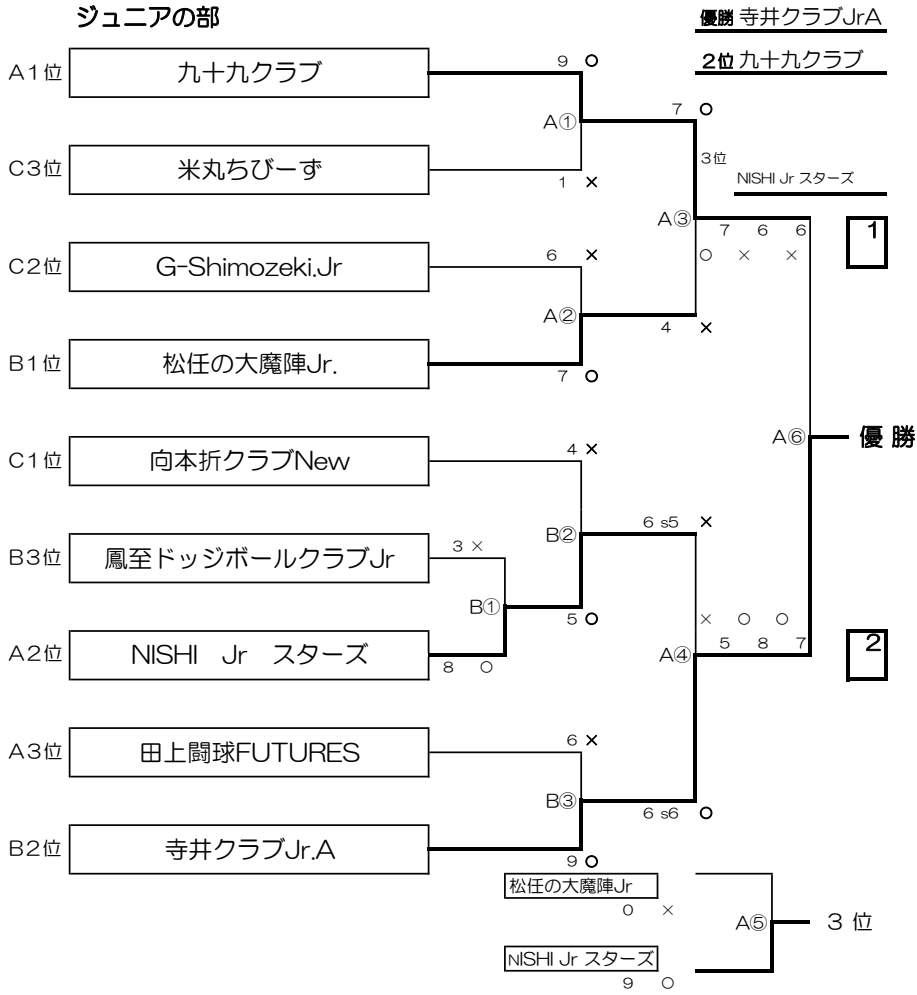 ジュニアの部
優勝 寺井クラブJrA
2位 九十九クラブ
A1位 九十九クラブ 9 ○
A① 7 ○
C3位 米丸ちびーず 1 ×
3位 NISHI Jr スターズ
A③ 7 6 6 1
○ × ×
C2位 G-Shimozeki.Jr 6 ×
A② 4 ×
B1位 松任の大魔陣Jr. 7 ○
A⑥ 優 勝
C1位 向本折クラブNew 4 ×
B② 6 s5 ×
B3位 鳳至ドッジボールクラブJr 3 ×
B① 5 ○
× ○ ○
A④ 5 8 7 2
A2位 NISHI Jr スターズ 8 ○
A3位 田上闘球FUTURES 6 ×
B③ 6 s6 ○
B2位 寺井クラブJr.A 9 ○
松任の大魔陣Jr
0 ×
A⑤ 3 位
NISHI Jr スターズ
9 ○